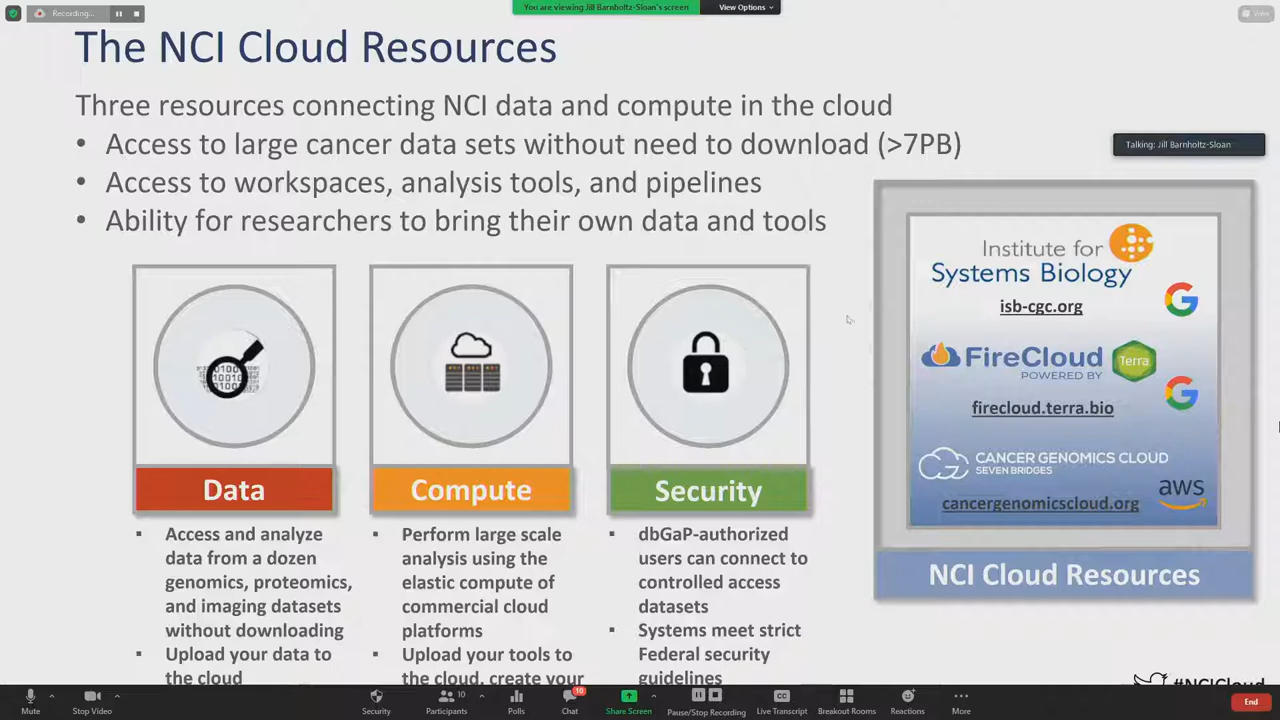 Recording...
You are viewing Jill Barnholtz-Sloan's screen
View Options
View
The NCI Cloud Resources
Three resources connecting NCI data and compute in the cloud
• Access to large cancer data sets without need to download (>7PB)
• Access to workspaces, analysis tools, and pipelines
• Ability for researchers to bring their own data and tools
Talking: Jill Barnholtz-Sloan
Data
Access and analyze
data from a dozen
genomics, proteomics,
and imaging datasets
without downloading
Upload your data to
the cloud
Compute
Perform large scale
analysis using the
elastic compute of
commercial cloud
platforms
Upload your tools to
the cloud, create your
Security
dbGaP-authorized
users can connect to
controlled access
datasets
Systems meet strict
Federal security
guidelines
Institute for
Systems Biology
isb-cgc.org
FireCloud
POWERED BY
Terra
firecloud.terra.bio
CANCER GENOMICS CLOUD
SEVEN BRIDGES
cancergenomicscloud.org
aws
NCI Cloud Resources
#NCICloud
Mute
Stop Video
Security
Participants
10
Polls
Chat
10
Share Screen
Pause/Stop Recording
Live Transcript
Breakout Rooms
Reactions
More
End